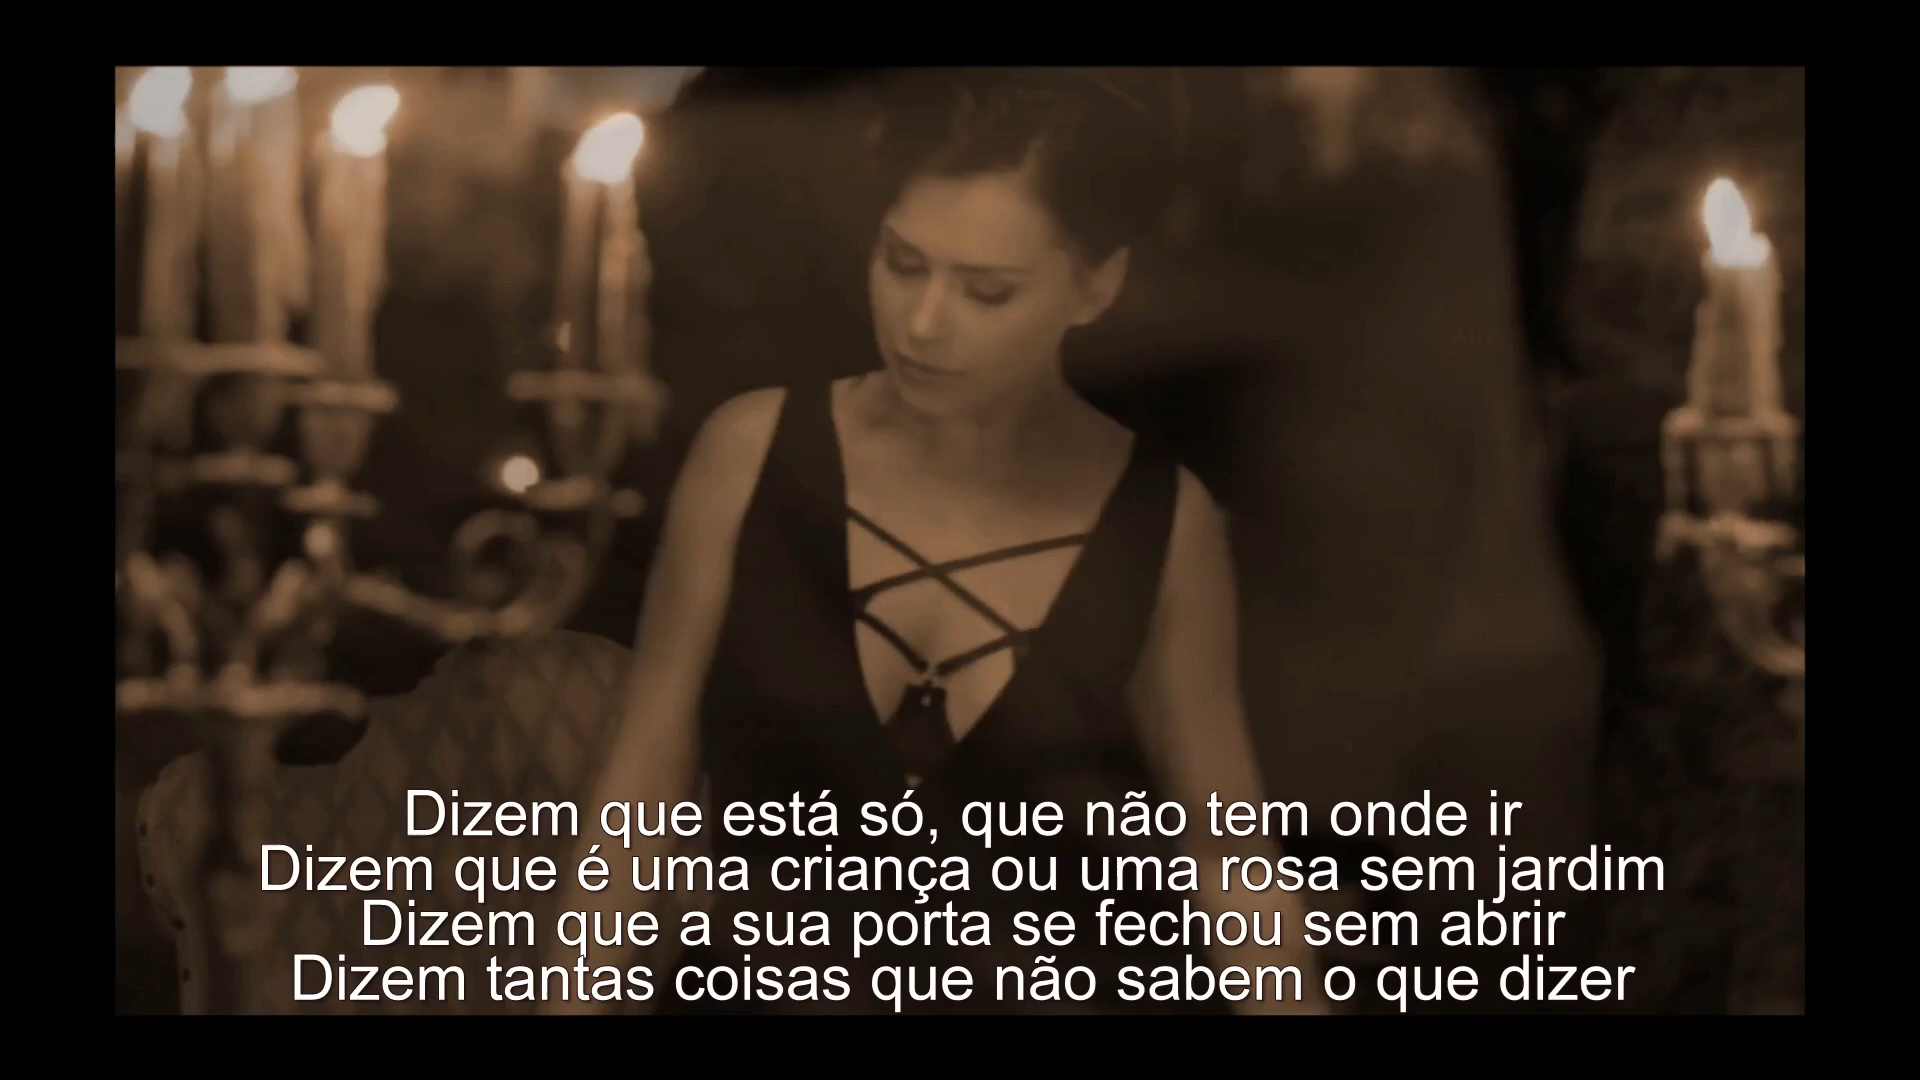 Dizem que está só, que não tem onde ir
Dizem que é uma criança ou uma rosa sem jardim
Dizem que a sua porta se fechou sem abrir
Dizem tantas coisas que não sabem o que dizer